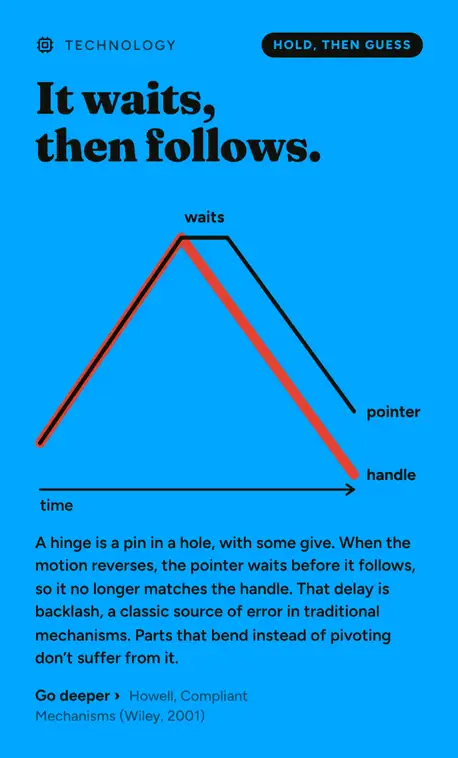 TECHNOLOGY
HOLD, THEN GUESS
It waits,
then follows.
waits
pointer
handle
time
A hinge is a pin in a hole, with some give. When the
motion reverses, the pointer waits before it follows,
so it no longer matches the handle. That delay is
backlash, a classic source of error in traditional
mechanisms. Parts that bend instead of pivoting
don’t suffer from it.
Go deeper › Howell, Compliant
Mechanisms (Wiley, 2001)